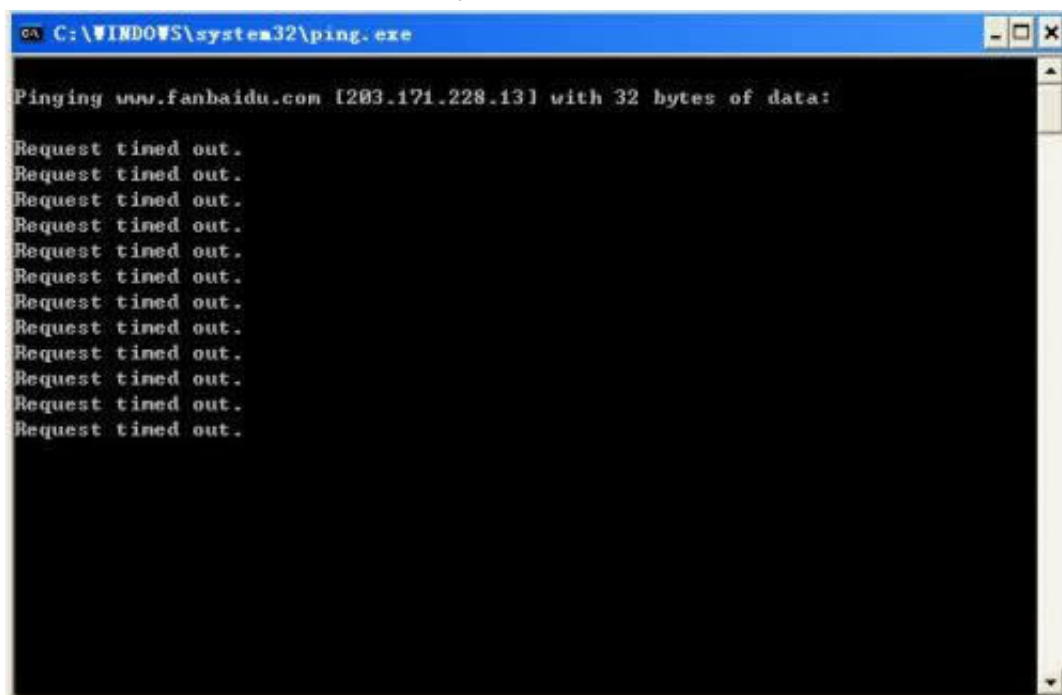 C:\WINDOWS\system32\ping.exe
Pinging www.fanbaidu.com [203.171.228.13] with 32 bytes of data:
Request timed out.
Request timed out.
Request timed out.
Request timed out.
Request timed out.
Request timed out.
Request timed out.
Request timed out.
Request timed out.
Request timed out.
Request timed out.
Request timed out.